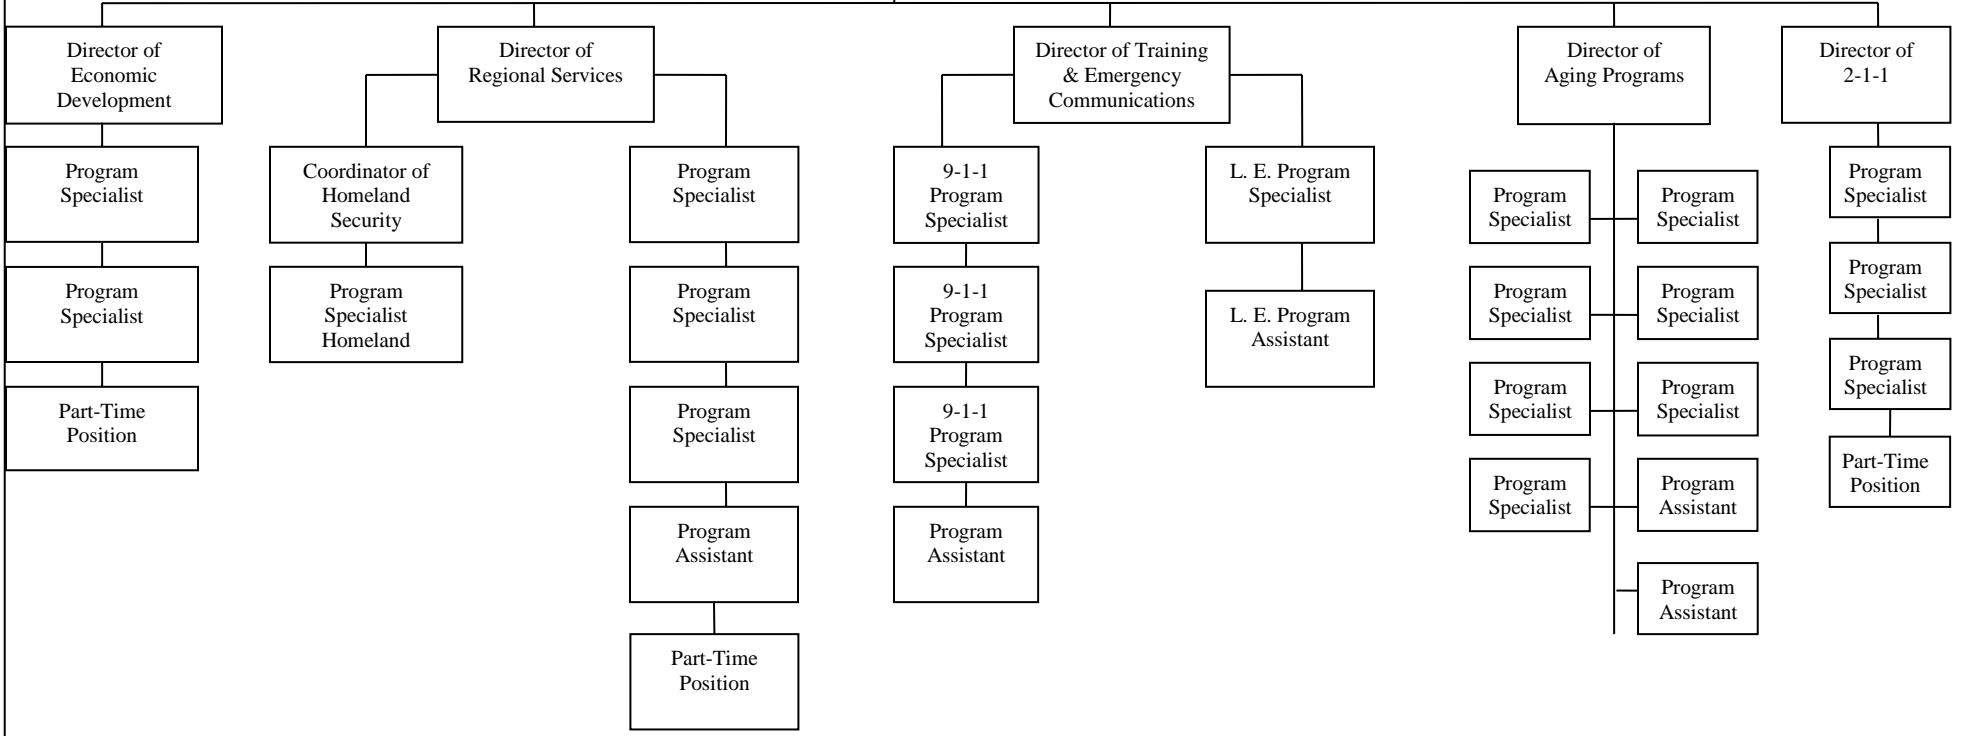 Director of
Economic
Development
Director of
Regional Services
Director of Training
& Emergency
Communications
Director of
Aging Programs
Director of
2-1-1
Program
Specialist
Program
Specialist
Part-Time
Position
Coordinator of
Homeland
Security
Program
Specialist
Homeland
Program
Specialist
Program
Specialist
Program
Specialist
Program
Assistant
Part-Time
Position
9-1-1
Program
Specialist
9-1-1
Program
Specialist
9-1-1
Program
Specialist
Program
Assistant
L. E. Program
Specialist
L. E. Program
Assistant
Program
Specialist
Program
Specialist
Program
Specialist
Program
Specialist
Program
Specialist
Program
Specialist
Program
Specialist
Program
Assistant
Program
Assistant
Program
Specialist
Program
Specialist
Program
Specialist
Part-Time
Position